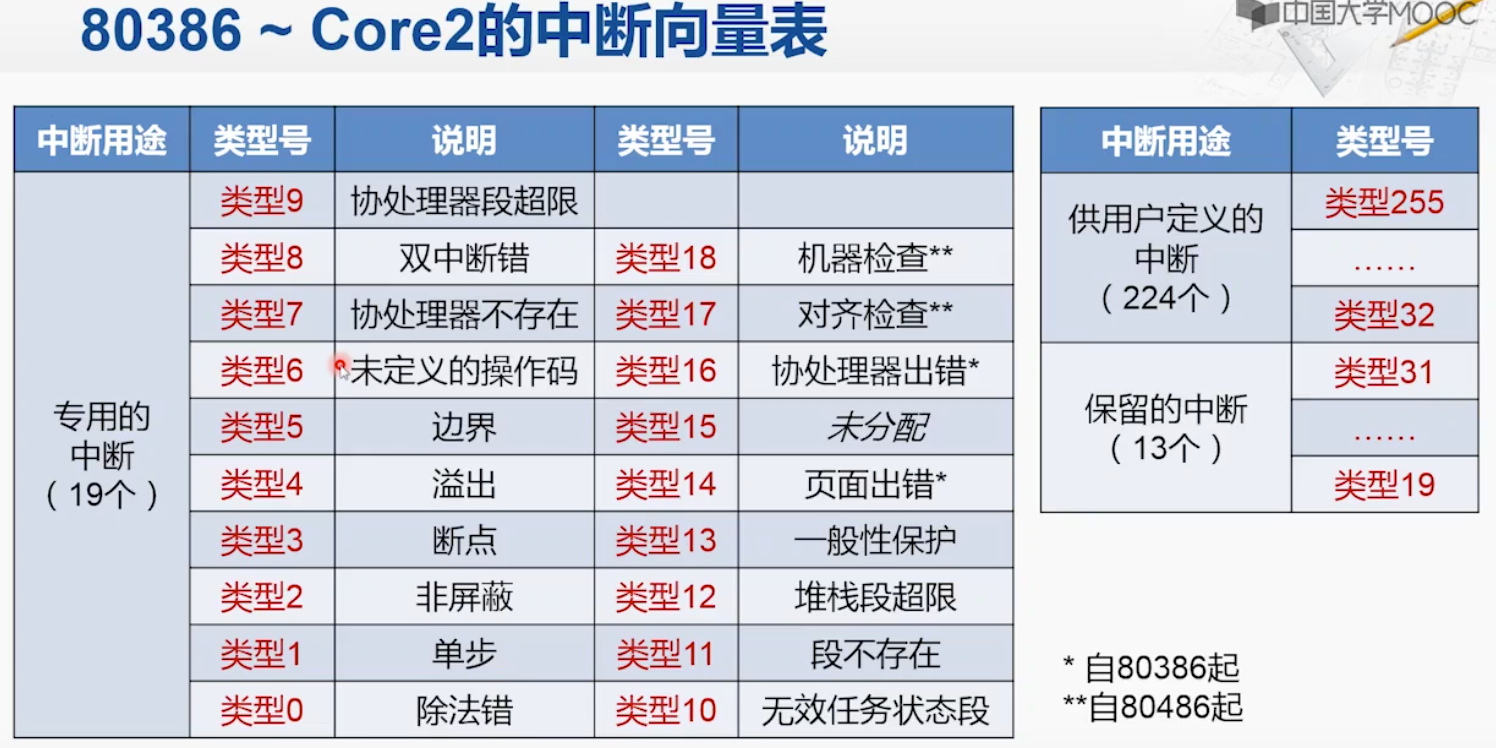 80386 ~ Core2的中断向量表
中国大学MOOC
中断用途 类型号 说明 类型号 说明
专用的
中断
（19个）
类型9 协处理器段超限
类型8 双中断错 类型18 机器检查**
类型7 协处理器不存在 类型17 对齐检查**
类型6 未定义的操作码 类型16 协处理器出错*
类型5 边界 类型15 未分配
类型4 溢出 类型14 页面出错*
类型3 断点 类型13 一般性保护
类型2 非屏蔽 类型12 堆栈段超限
类型1 单步 类型11 段不存在
类型0 除法错 类型10 无效任务状态段
中断用途 类型号
供用户定义的
中断
（224个）
类型255
……
类型32
保留的中断
（13个）
类型31
……
类型19
* 自80386起
**自80486起